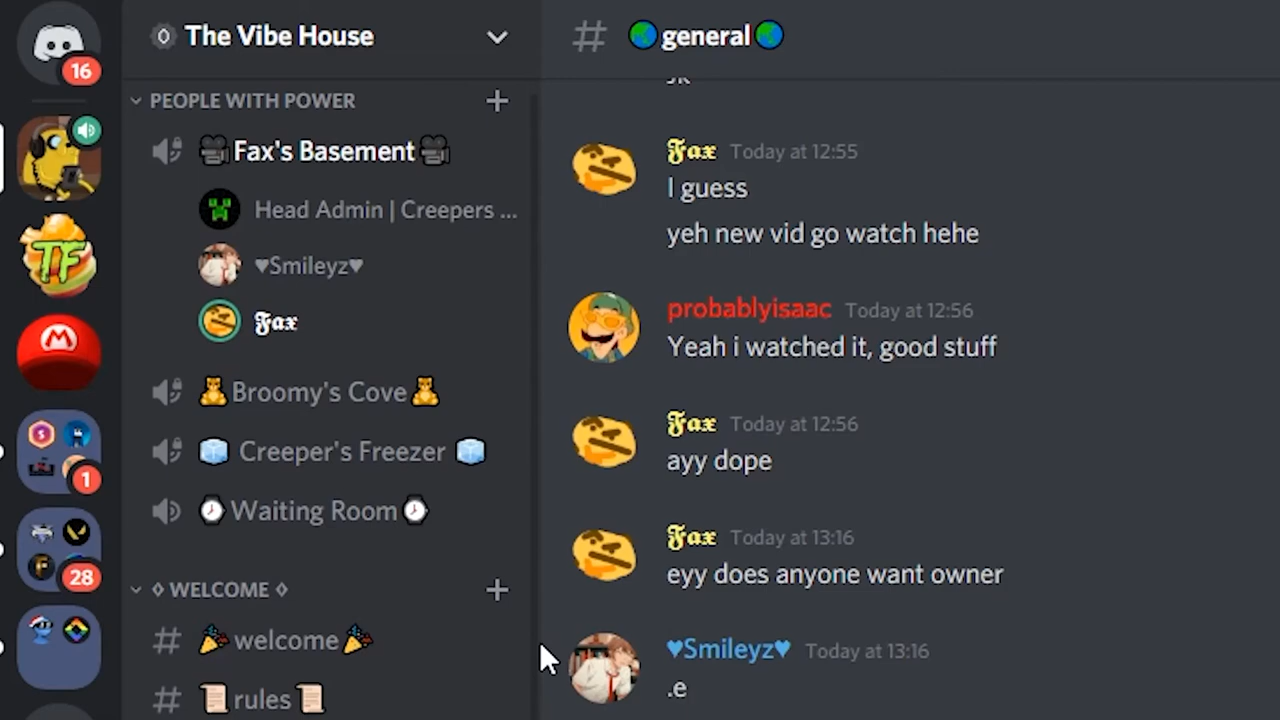 16
TF
M
1
28
The Vibe House
PEOPLE WITH POWER
Fax's Basement
Head Admin | Creepers ...
♥Smileyz♥
𝕱𝖆𝖝
Broomy's Cove
Creeper's Freezer
Waiting Room
◊ WELCOME ◊
# welcome
# rules
# general
𝕱𝖆𝖝 Today at 12:55
I guess
yeh new vid go watch hehe
probablyisaac Today at 12:56
Yeah i watched it, good stuff
𝕱𝖆𝖝 Today at 12:56
ayy dope
𝕱𝖆𝖝 Today at 13:16
eyy does anyone want owner
♥Smileyz♥ Today at 13:16
.e